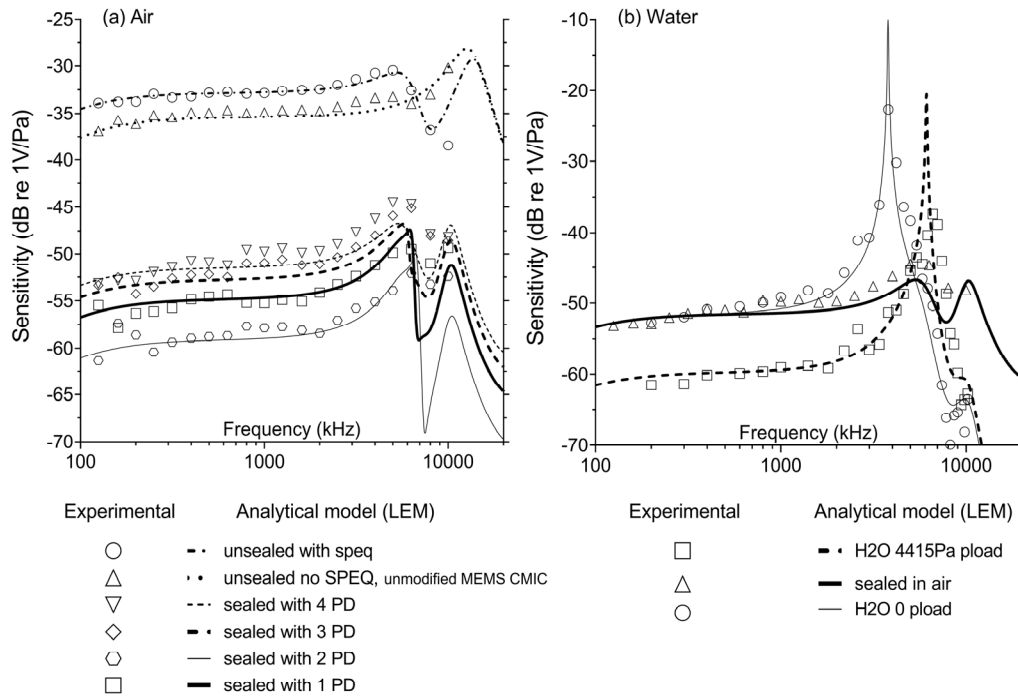 (a) Air
Sensitivity (dB re 1V/Pa)
-25
-30
-35
-40
-45
-50
-55
-60
-65
-70
Frequency (kHz)
100
1000
10000
(b) Water
Sensitivity (dB re 1V/Pa)
-10
-20
-30
-40
-50
-60
-70
Frequency (kHz)
100
1000
10000
Experimental
Analytical model (LEM)
unsealed with speq
unsealed no SPEQ, unmodified MEMS CMIC
sealed with 4 PD
sealed with 3 PD
sealed with 2 PD
sealed with 1 PD
Experimental
Analytical model (LEM)
H2O 4415Pa pload
sealed in air
H2O 0 pload